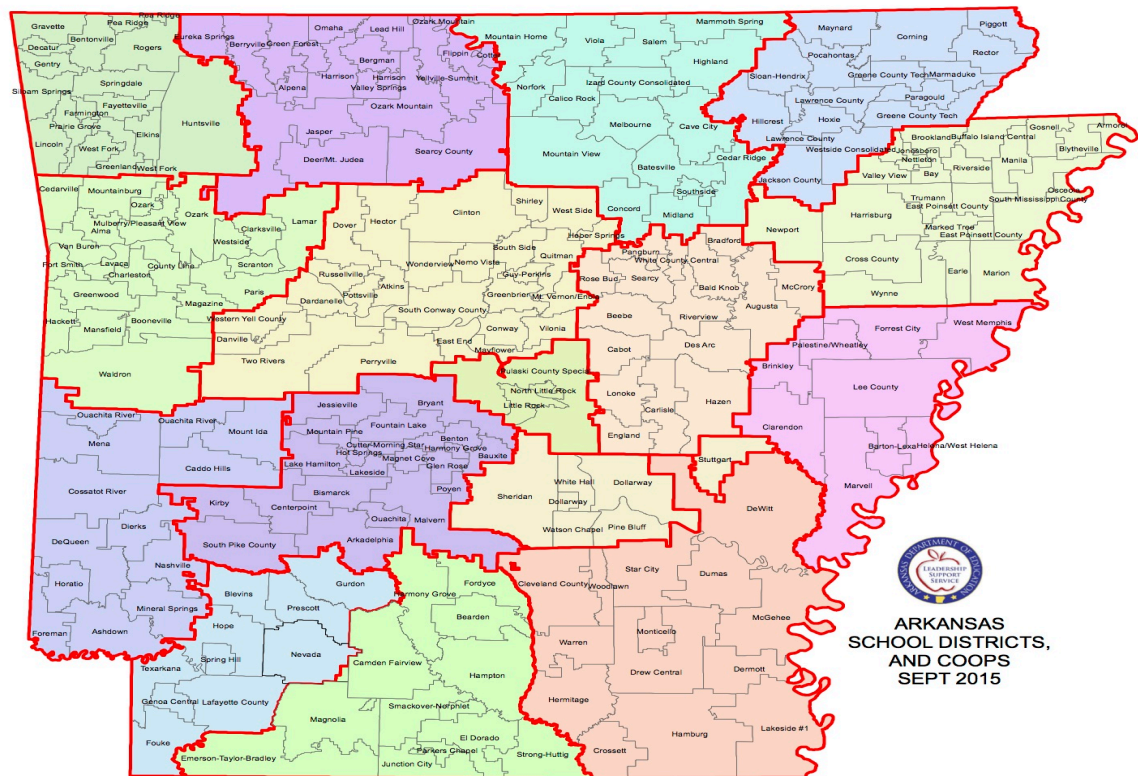 Gravette
Pea Ridge
Pea Ridge
Bentonville
Decatur
Rogers
Gentry
Springdale
Siloam Springs
Fayetteville
Farmington
Prairie Grove
Elkins
Huntsville
Lincoln
West Fork
Greenland
West Fork
Eureka Springs
Omaha
Lead Hill
Ozark Mountain
Berryville
Green Forest
Bergman
Flippin
Cotter
Harrison
Harrison
Yellville-Summit
Alpena
Valley Springs
Ozark Mountain
Jasper
Deer/Mt. Judea
Searcy County
Mammoth Spring
Mountain Home
Viola
Salem
Highland
Norfork
Izard County Consolidated
Calico Rock
Melbourne
Cave City
Mountain View
Batesville
Cedar Ridge
Southside
Concord
Midland
Maynard
Corning
Piggott
Pocahontas
Rector
Sloan-Hendrix
Greene County Tech
Marmaduke
Lawrence County
Paragould
Hillcrest
Hoxie
Greene County Tech
Lawrence County
Westside Consolidated
Jackson County
Brookland
Buffalo Island Central
Gosnell
Armorel
Jonesboro
Nettleton
Blytheville
Valley View
Bay
Riverside
Manila
Osceola
Trumann
South Mississippi County
Harrisburg
East Poinsett County
Newport
Marked Tree
East Poinsett County
Cross County
Earle
Marion
Wynne
Cedarville
Mountainburg
Ozark
Ozark
Lamar
Mulberry/Pleasant View
Clarksville
Alma
Van Buren
Westside
Fort Smith
Lavaca
County Line
Scranton
Charleston
Paris
Greenwood
Magazine
Hackett
Booneville
Mansfield
Waldron
Hector
Clinton
Shirley
West Side
Dover
Heber Springs
South Side
Quitman
Wonderview
Nemo Vista
Russellville
Guy-Perkins
Atkins
Pottsville
Greenbrier
Mt. Vernon/Enola
Dardanelle
South Conway County
Western Yell County
Danville
Conway
Vilonia
East End
Mayflower
Two Rivers
Perryville
Bradford
Pangburn
White County Central
Rose Bud
Searcy
Bald Knob
McCrory
Augusta
Beebe
Riverview
Cabot
Des Arc
Lonoke
Carlisle
Hazen
England
Pulaski County Special
North Little Rock
Little Rock
Forrest City
West Memphis
Palestine/Wheatley
Brinkley
Lee County
Clarendon
Barton-Lexa
Helena/West Helena
Marvell
Ouachita River
Ouachita River
Mena
Mount Ida
Caddo Hills
Cossatot River
Dierks
DeQueen
Nashville
Horatio
Mineral Springs
Foreman
Ashdown
Jessieville
Bryant
Mountain Pine
Fountain Lake
Benton
Cutter-Morning Star
Harmony Grove
Hot Springs
Bauxite
Magnet Cove
Lake Hamilton
Glen Rose
Lakeside
Poyen
Bismarck
Kirby
Centerpoint
Ouachita
Malvern
South Pike County
Arkadelphia
White Hall
Dollarway
Sheridan
Dollarway
Watson Chapel
Pine Bluff
Stuttgart
DeWitt
Star City
Cleveland County
Woodlawn
Dumas
McGehee
Warren
Monticello
Drew Central
Dermott
Hermitage
Lakeside #1
Hamburg
Crossett
Gurdon
Blevins
Prescott
Hope
Nevada
Spring Hill
Texarkana
Genoa Central
Lafayette County
Fouke
Fordyce
Harmony Grove
Bearden
Camden Fairview
Hampton
Smackover-Norphlet
Magnolia
El Dorado
Parkers Chapel
Emerson-Taylor-Bradley
Strong-Huttig
Junction City
ARKANSAS DEPARTMENT OF EDUCATION
LEADERSHIP
SUPPORT
SERVICE
ARKANSAS
SCHOOL DISTRICTS,
AND COOPS
SEPT 2015